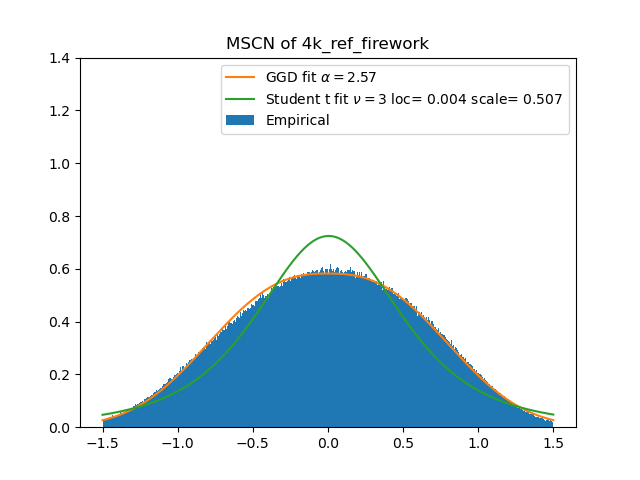 MSCN of 4k_ref_firework
GGD fit α = 2.57
Student t fit ν = 3 loc= 0.004 scale= 0.507
Empirical
1.4
1.2
1.0
0.8
0.6
0.4
0.2
0.0
−1.5 −1.0 −0.5 0.0 0.5 1.0 1.5